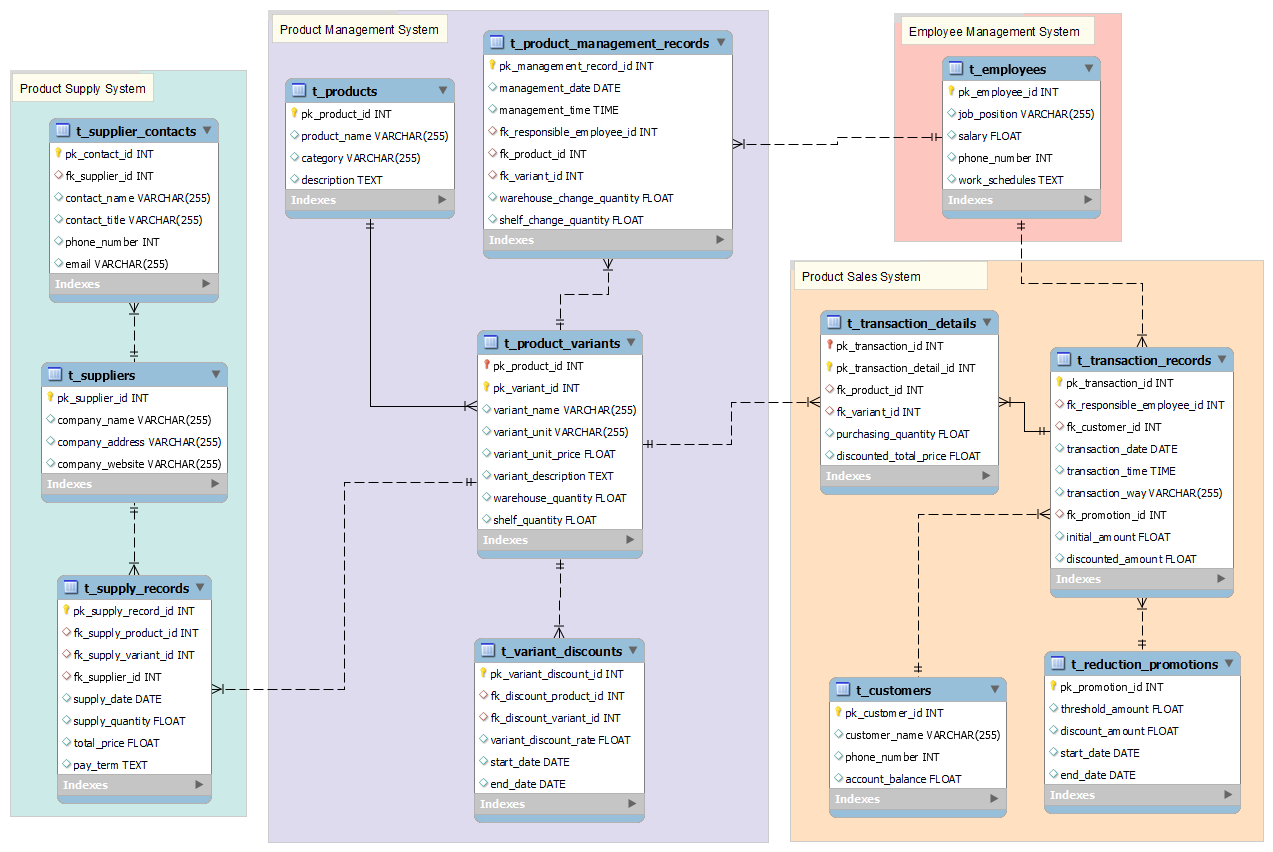 Product Supply System
t_supplier_contacts
pk_contact_id INT
fk_supplier_id INT
contact_name VARCHAR(255)
contact_title VARCHAR(255)
phone_number INT
email VARCHAR(255)
Indexes
t_suppliers
pk_supplier_id INT
company_name VARCHAR(255)
company_address VARCHAR(255)
company_website VARCHAR(255)
Indexes
t_supply_records
pk_supply_record_id INT
fk_supply_product_id INT
fk_supply_variant_id INT
fk_supplier_id INT
supply_date DATE
supply_quantity FLOAT
total_price FLOAT
pay_term TEXT
Indexes
Product Management System
t_products
pk_product_id INT
product_name VARCHAR(255)
category VARCHAR(255)
description TEXT
Indexes
t_product_management_records
pk_management_record_id INT
management_date DATE
management_time TIME
fk_responsible_employee_id INT
fk_product_id INT
fk_variant_id INT
warehouse_change_quantity FLOAT
shelf_change_quantity FLOAT
Indexes
t_product_variants
pk_product_id INT
pk_variant_id INT
variant_name VARCHAR(255)
variant_unit VARCHAR(255)
variant_unit_price FLOAT
variant_description TEXT
warehouse_quantity FLOAT
shelf_quantity FLOAT
Indexes
t_variant_discounts
pk_variant_discount_id INT
fk_discount_product_id INT
fk_discount_variant_id INT
variant_discount_rate FLOAT
start_date DATE
end_date DATE
Indexes
Employee Management System
t_employees
pk_employee_id INT
job_position VARCHAR(255)
salary FLOAT
phone_number INT
work_schedules TEXT
Indexes
Product Sales System
t_transaction_details
pk_transaction_id INT
pk_transaction_detail_id INT
fk_product_id INT
fk_variant_id INT
purchasing_quantity FLOAT
discounted_total_price FLOAT
Indexes
t_transaction_records
pk_transaction_id INT
fk_responsible_employee_id INT
fk_customer_id INT
transaction_date DATE
transaction_time TIME
transaction_way VARCHAR(255)
fk_promotion_id INT
initial_amount FLOAT
discounted_amount FLOAT
Indexes
t_customers
pk_customer_id INT
customer_name VARCHAR(255)
phone_number INT
account_balance FLOAT
Indexes
t_reduction_promotions
pk_promotion_id INT
threshold_amount FLOAT
discount_amount FLOAT
start_date DATE
end_date DATE
Indexes